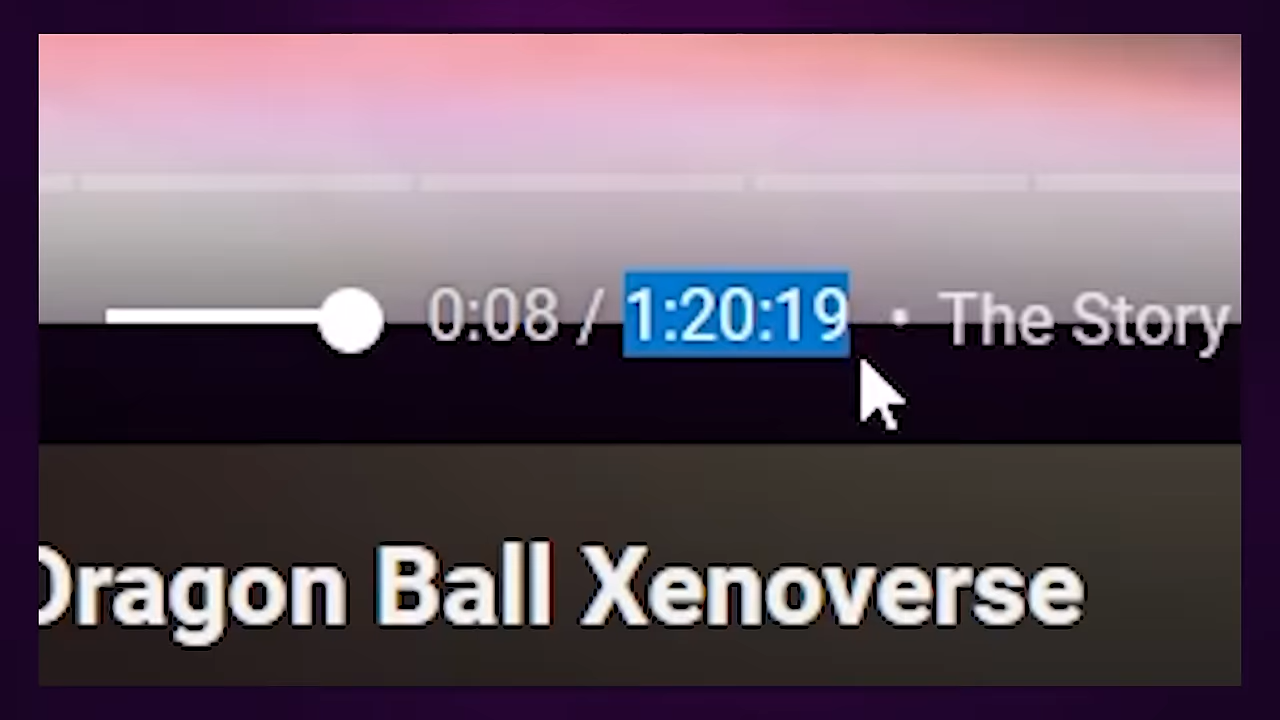 0:08 / 1:20:19 • The Story
Dragon Ball Xenoverse